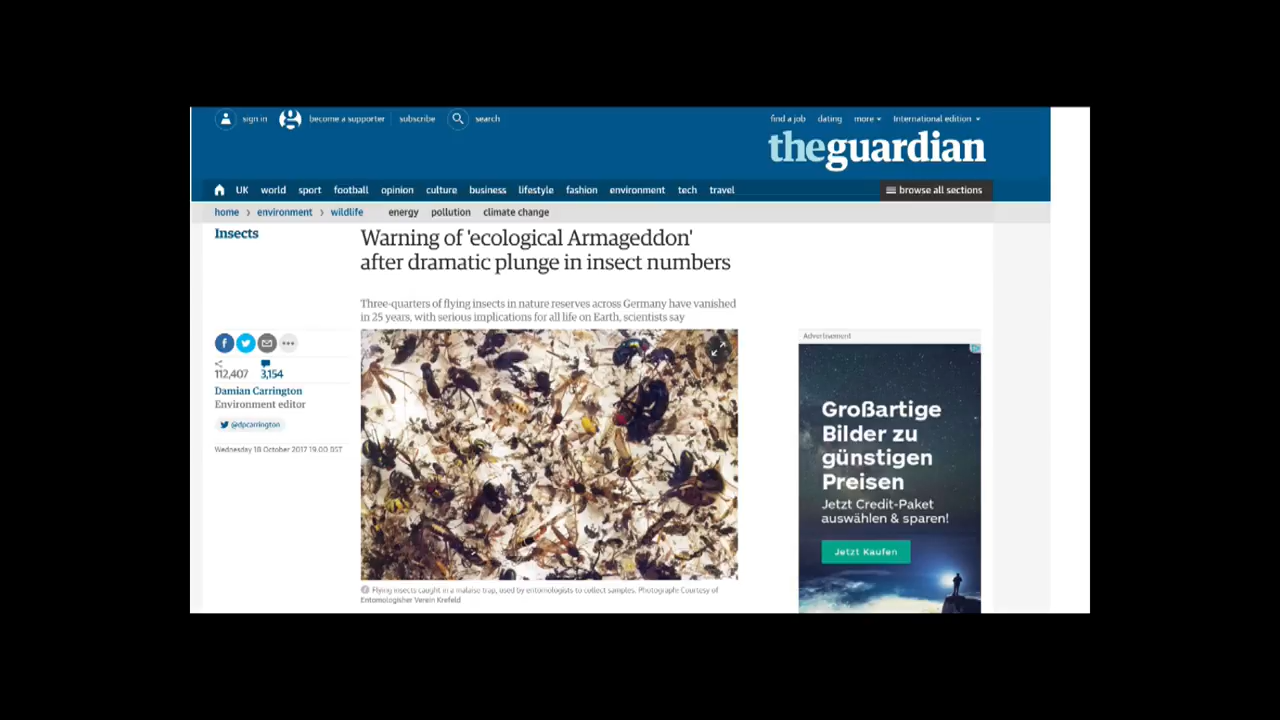 sign in
become a supporter
subscribe
search
find a job
dating
more
International edition
theguardian
UK
world
sport
football
opinion
culture
business
lifestyle
fashion
environment
tech
travel
browse all sections
home
environment
wildlife
energy
pollution
climate change
Insects
Warning of 'ecological Armageddon'
after dramatic plunge in insect numbers
Three-quarters of flying insects in nature reserves across Germany have vanished
in 25 years, with serious implications for all life on Earth, scientists say
112,407
3,154
Damian Carrington
Environment editor
@dpcarrington
Wednesday 18 October 2017 19.00 BST
Flying insects caught in a malaise trap, used by entomologists to collect samples. Photograph: Courtesy of
Entomologisher Verein Krefeld
Advertisement
Großartige
Bilder zu
günstigen
Preisen
Jetzt Credit-Paket
auswählen & sparen!
Jetzt Kaufen